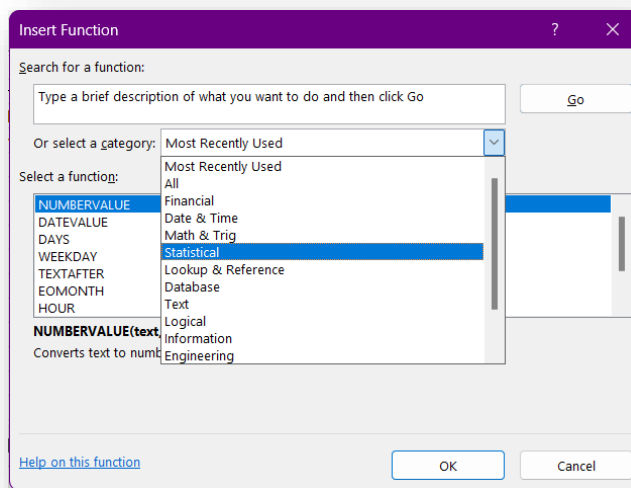 Insert Function
Search for a function:
Type a brief description of what you want to do and then click Go
Go
Or select a category: Most Recently Used
Most Recently Used
All
Financial
Date & Time
Math & Trig
Statistical
Lookup & Reference
Database
Text
Logical
Information
Engineering
Select a function:
NUMBERVALUE
DATEVALUE
DAYS
WEEKDAY
TEXTAFTER
EOMONTH
HOUR
NUMBERVALUE(text,
Converts text to numb
Help on this function
OK
Cancel